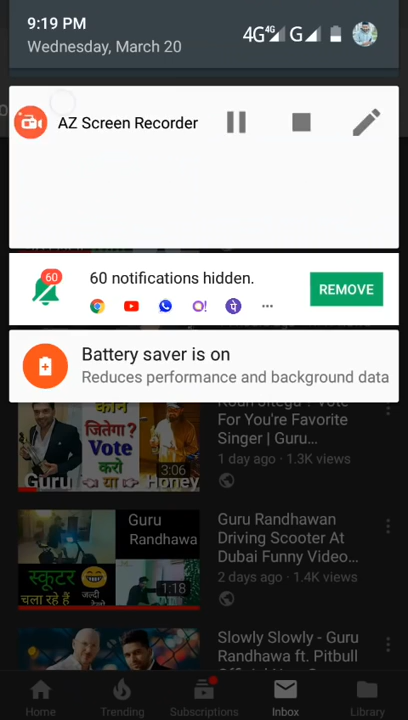 9:19 PM
Wednesday, March 20
4G 4G G
AZ Screen Recorder
60
60 notifications hidden.
REMOVE
Battery saver is on
Reduces performance and background data
कौन
जितेगा?
Vote
करो
Guru या Honey
3:06
For You're Favorite
Singer | Guru...
1 day ago · 1.3K views
Guru
Randhawa
स्कूटर
चला रहे हैं
जल्दी
1:18
Guru Randhawan
Driving Scooter At
Dubai Funny Video...
2 days ago · 1.4K views
Slowly Slowly - Guru
Randhawa ft. Pitbull
Home
Trending
Subscriptions
Inbox
Library